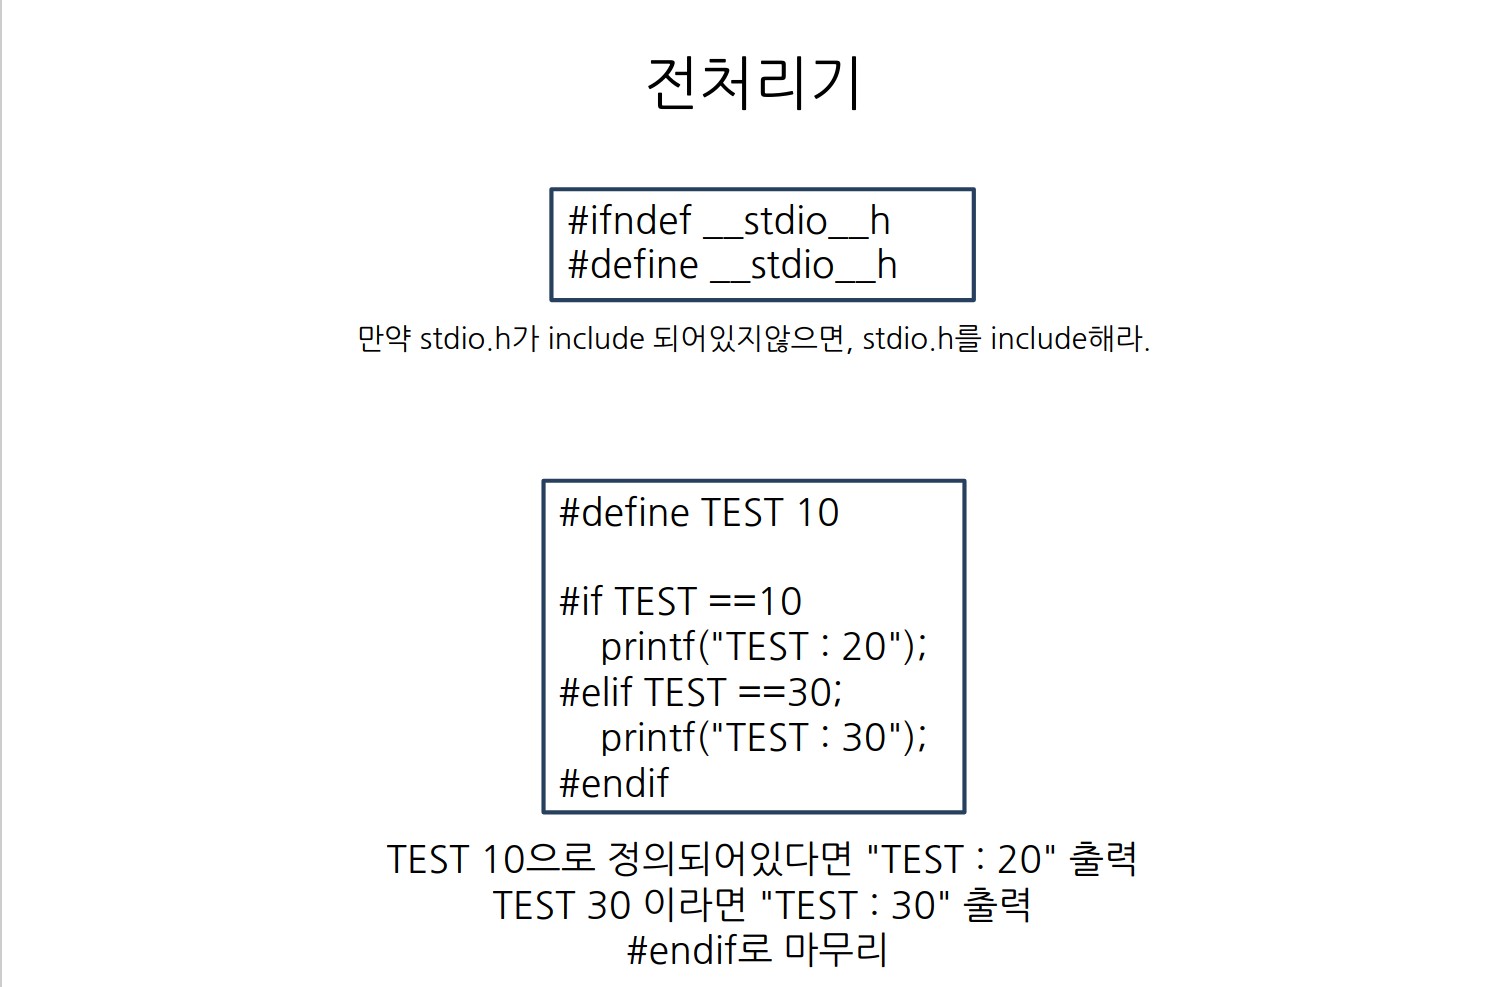 전처리기
#ifndef __stdio__h
#define __stdio__h
만약 stdio.h가 include 되어있지않으면, stdio.h를 include해라.
#define TEST 10
#if TEST ==10
printf("TEST : 20");
#elif TEST ==30;
printf("TEST : 30");
#endif
TEST 10으로 정의되어있다면 "TEST : 20" 출력
TEST 30 이라면 "TEST : 30" 출력
#endif로 마무리